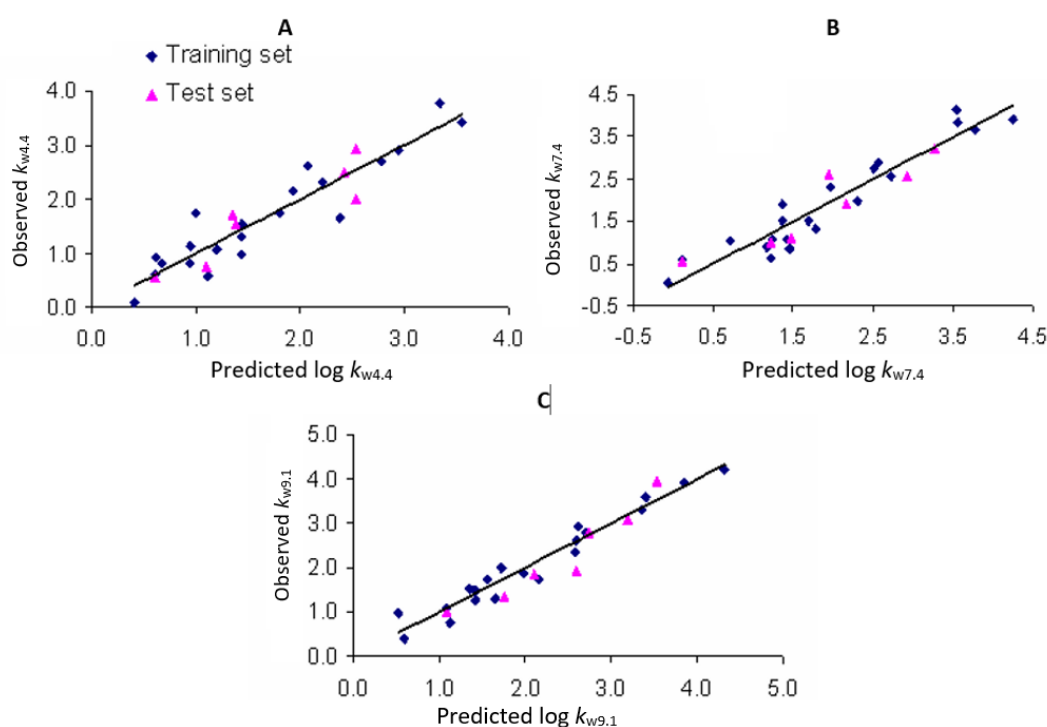 A
Training set
Test set
4.0
3.0
2.0
1.0
0.0
Observed kw4.4
0.0 1.0 2.0 3.0 4.0
Predicted log kw4.4
B
4.5
3.5
2.5
1.5
0.5
-0.5
Observed kw7.4
-0.5 0.5 1.5 2.5 3.5 4.5
Predicted log kw7.4
C
5.0
4.0
3.0
2.0
1.0
0.0
Observed kw9.1
0.0 1.0 2.0 3.0 4.0 5.0
Predicted log kw9.1